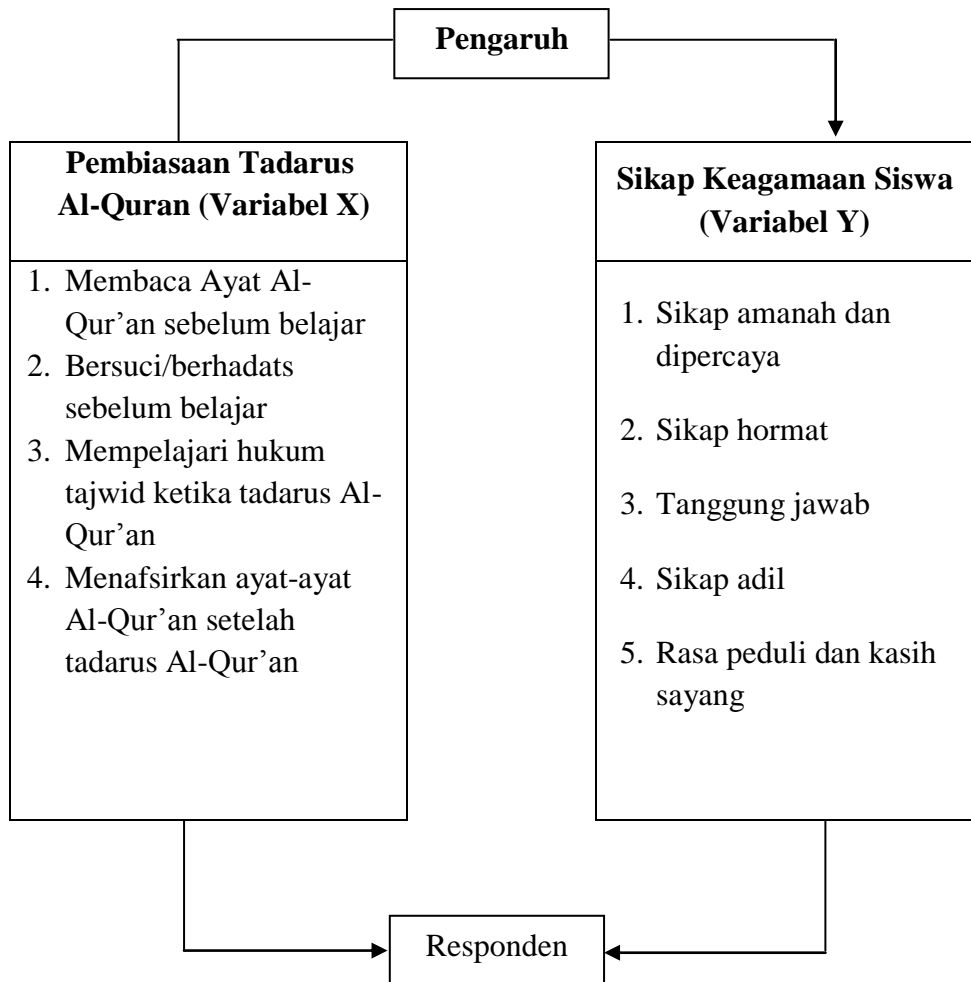 Pengaruh
Pembiasaan Tadarus
Al-Quran (Variabel X)
1. Membaca Ayat Al-
Qur’an sebelum belajar
2. Bersuci/berhadats
sebelum belajar
3. Mempelajari hukum
tajwid ketika tadarus Al-
Qur’an
4. Menafsirkan ayat-ayat
Al-Qur’an setelah
tadarus Al-Qur’an
Sikap Keagamaan Siswa
(Variabel Y)
1. Sikap amanah dan
dipercaya
2. Sikap hormat
3. Tanggung jawab
4. Sikap adil
5. Rasa peduli dan kasih
sayang
Responden